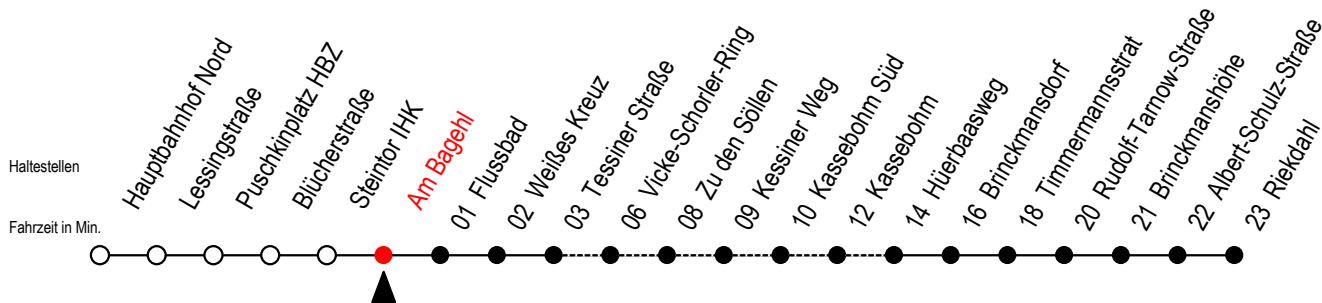 Haltestellen
Fahrzeit in Min.
Hauptbahnhof Nord
Lessingstraße
Puschkinplatz HBZ
Blücherstraße
Steintor IHK
Am Bagehl
01 Flussbad
02 Weißes Kreuz
03 Tessiner Straße
06 Vicke-Schorler-Ring
08 Zu den Söllen
09 Kessiner Weg
10 Kassebohm Süd
12 Kassebohm
14 Hüerbaasweg
16 Brinckmansdorf
18 Timmermannsstrat
20 Rudolf-Tarnow-Straße
21 Brinckmanshöhe
22 Albert-Schulz-Straße
23 Riekdahl